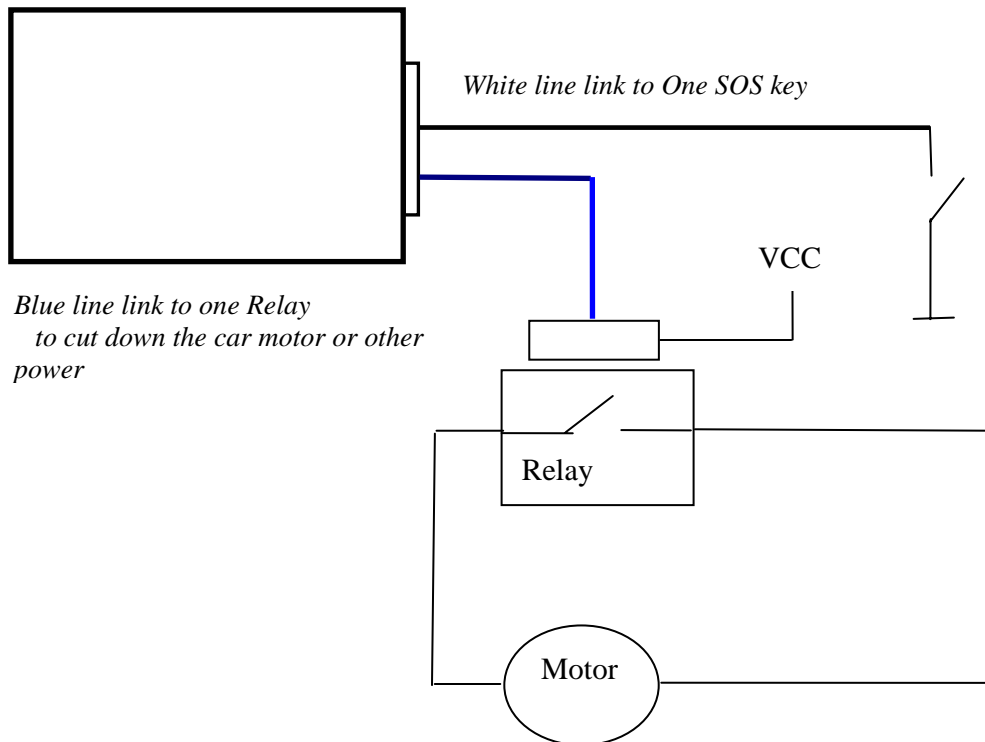 White line link to One SOS key
VCC
Blue line link to one Relay
to cut down the car motor or other
power
Relay
Motor